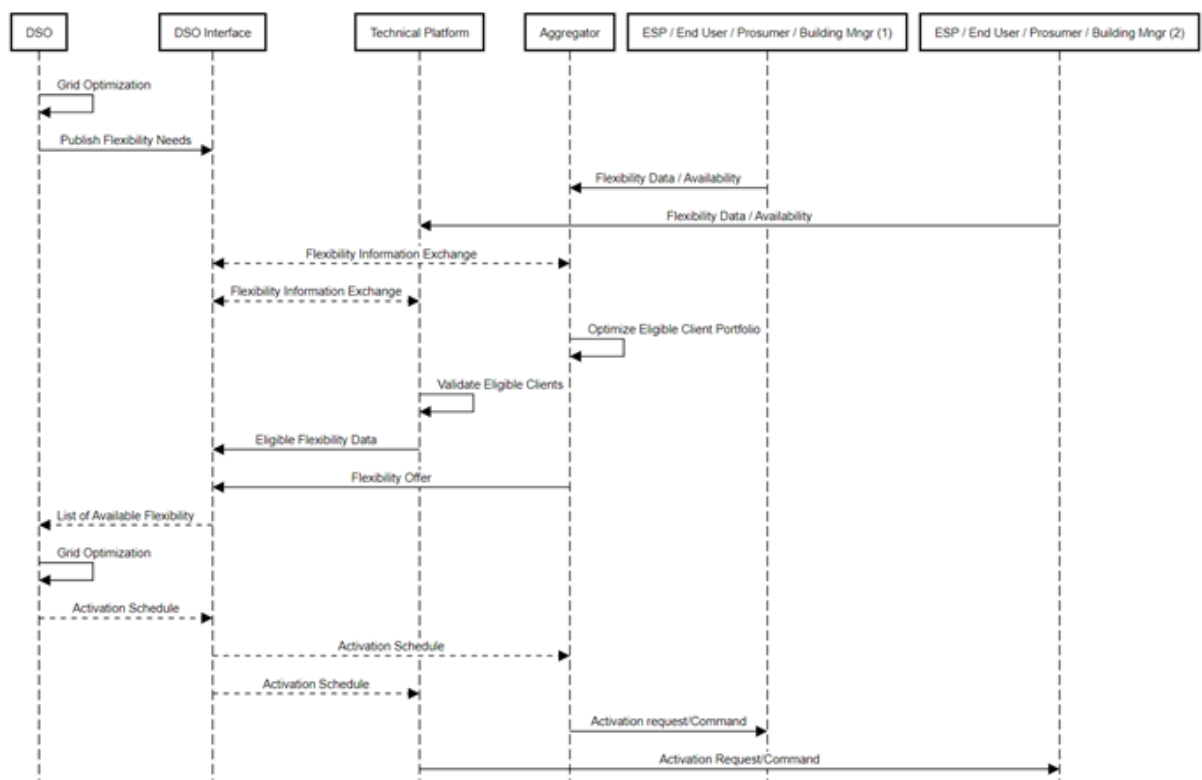 DSO
DSO Interface
Technical Platform
Aggregator
ESP / End User / Prosumer / Building Mngr (1)
ESP / End User / Prosumer / Building Mngr (2)
Grid Optimization
Publish Flexibility Needs
Flexibility Data / Availability
Flexibility Data / Availability
Flexibility Information Exchange
Flexibility Information Exchange
Optimize Eligible Client Portfolio
Validate Eligible Clients
Eligible Flexibility Data
Flexibility Offer
List of Available Flexibility
Grid Optimization
Activation Schedule
Activation Schedule
Activation Schedule
Activation request/Command
Activation Request/Command